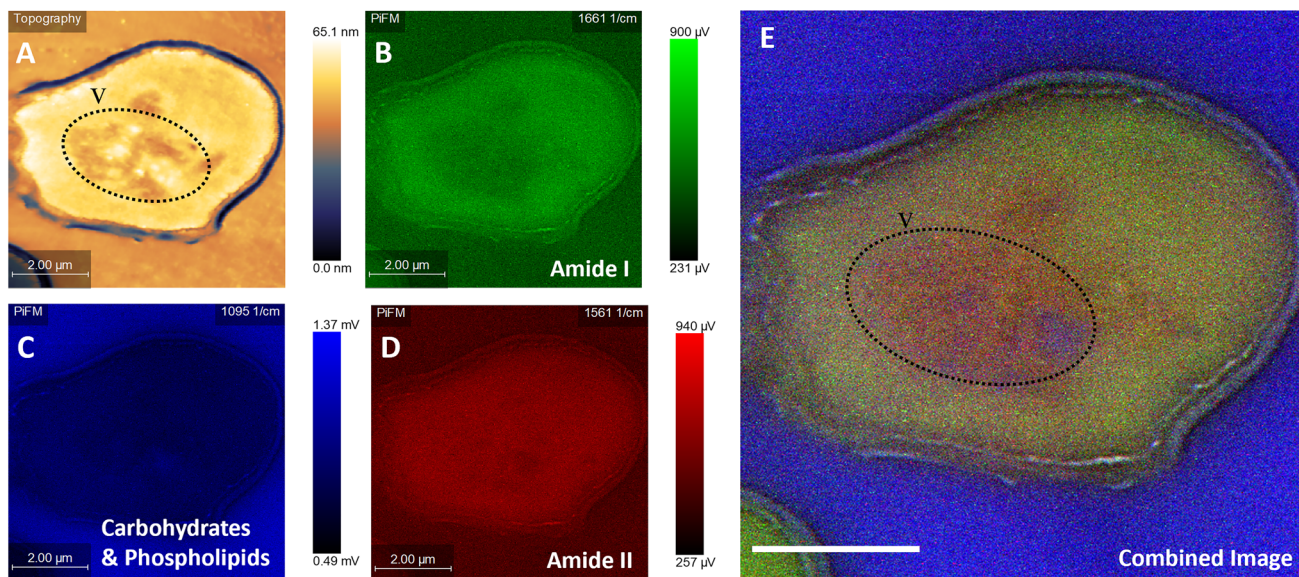 Topography
A
V
2.00 µm
65.1 nm
0.0 nm
PiFM
1661 1/cm
B
2.00 µm
Amide I
900 µV
231 µV
PiFM
1095 1/cm
C
2.00 µm
Carbohydrates
& Phospholipids
1.37 mV
0.49 mV
PiFM
1561 1/cm
D
2.00 µm
Amide II
940 µV
257 µV
E
V
Combined Image